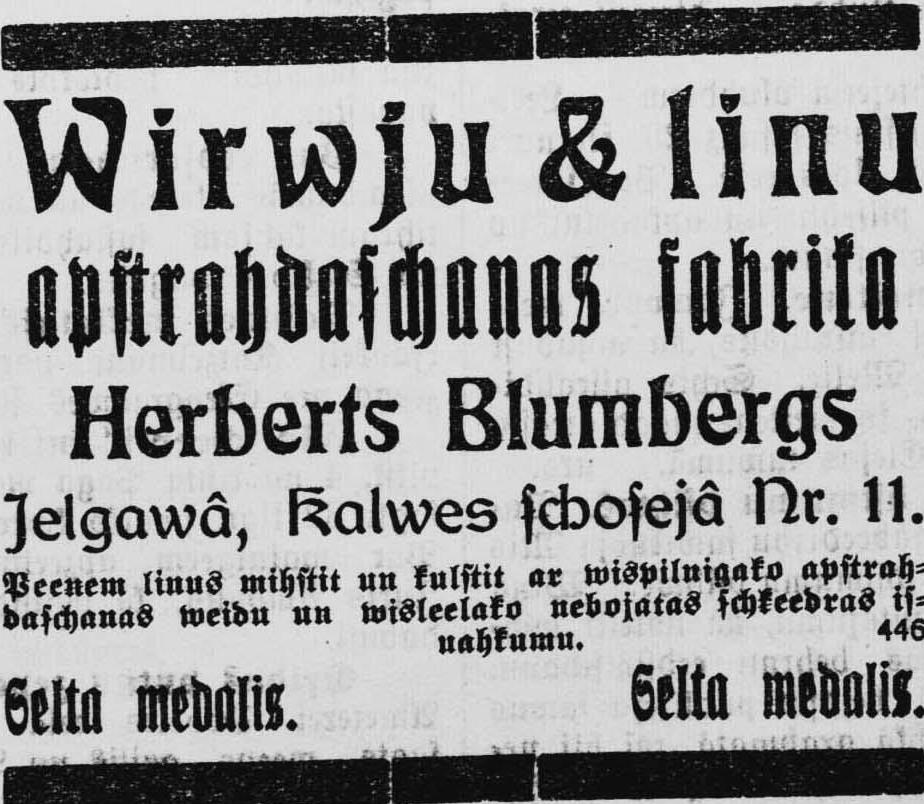 Wirwju & linu
apſtrahdaſchanas fabrika
Herberts Blumbergs
Jelgawâ, Kalwes ſchoſejâ Nr. 11.
Peenem linus mihſtit un kulſtit ar wispilnigako apſtrah-
daſchanas weidu un wisleelako nebojatas ſchkeedras iſ-
nahkumu. 446
Selta medalis. Selta medalis.